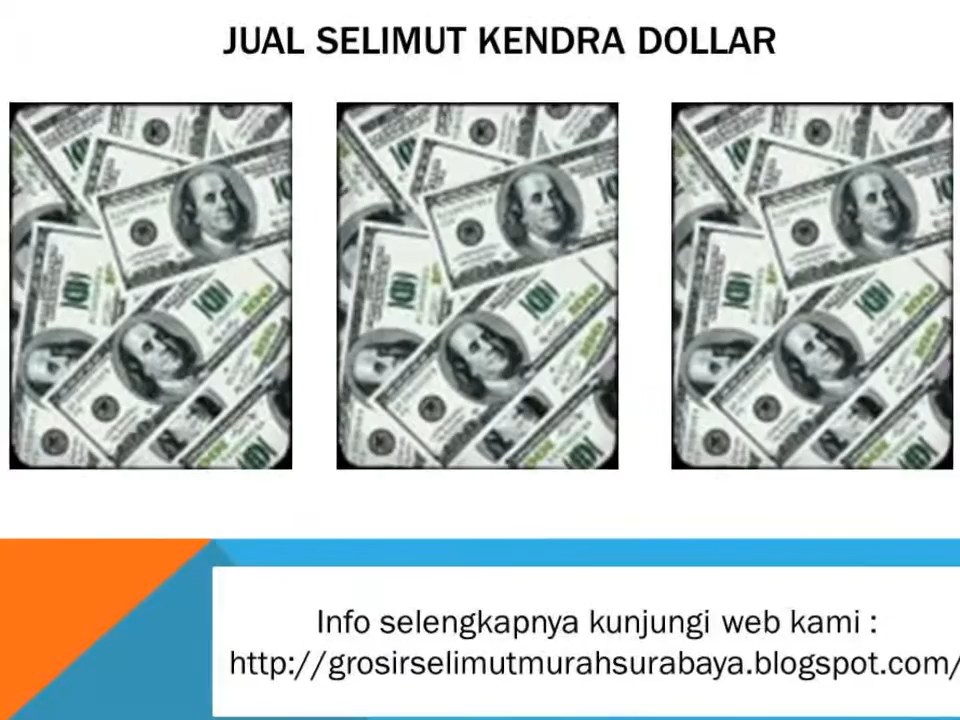 JUAL SELIMUT KENDRA DOLLAR
Info selengkapnya kunjungi web kami :
http://grosirselimutmurahsurabaya.blogspot.com/